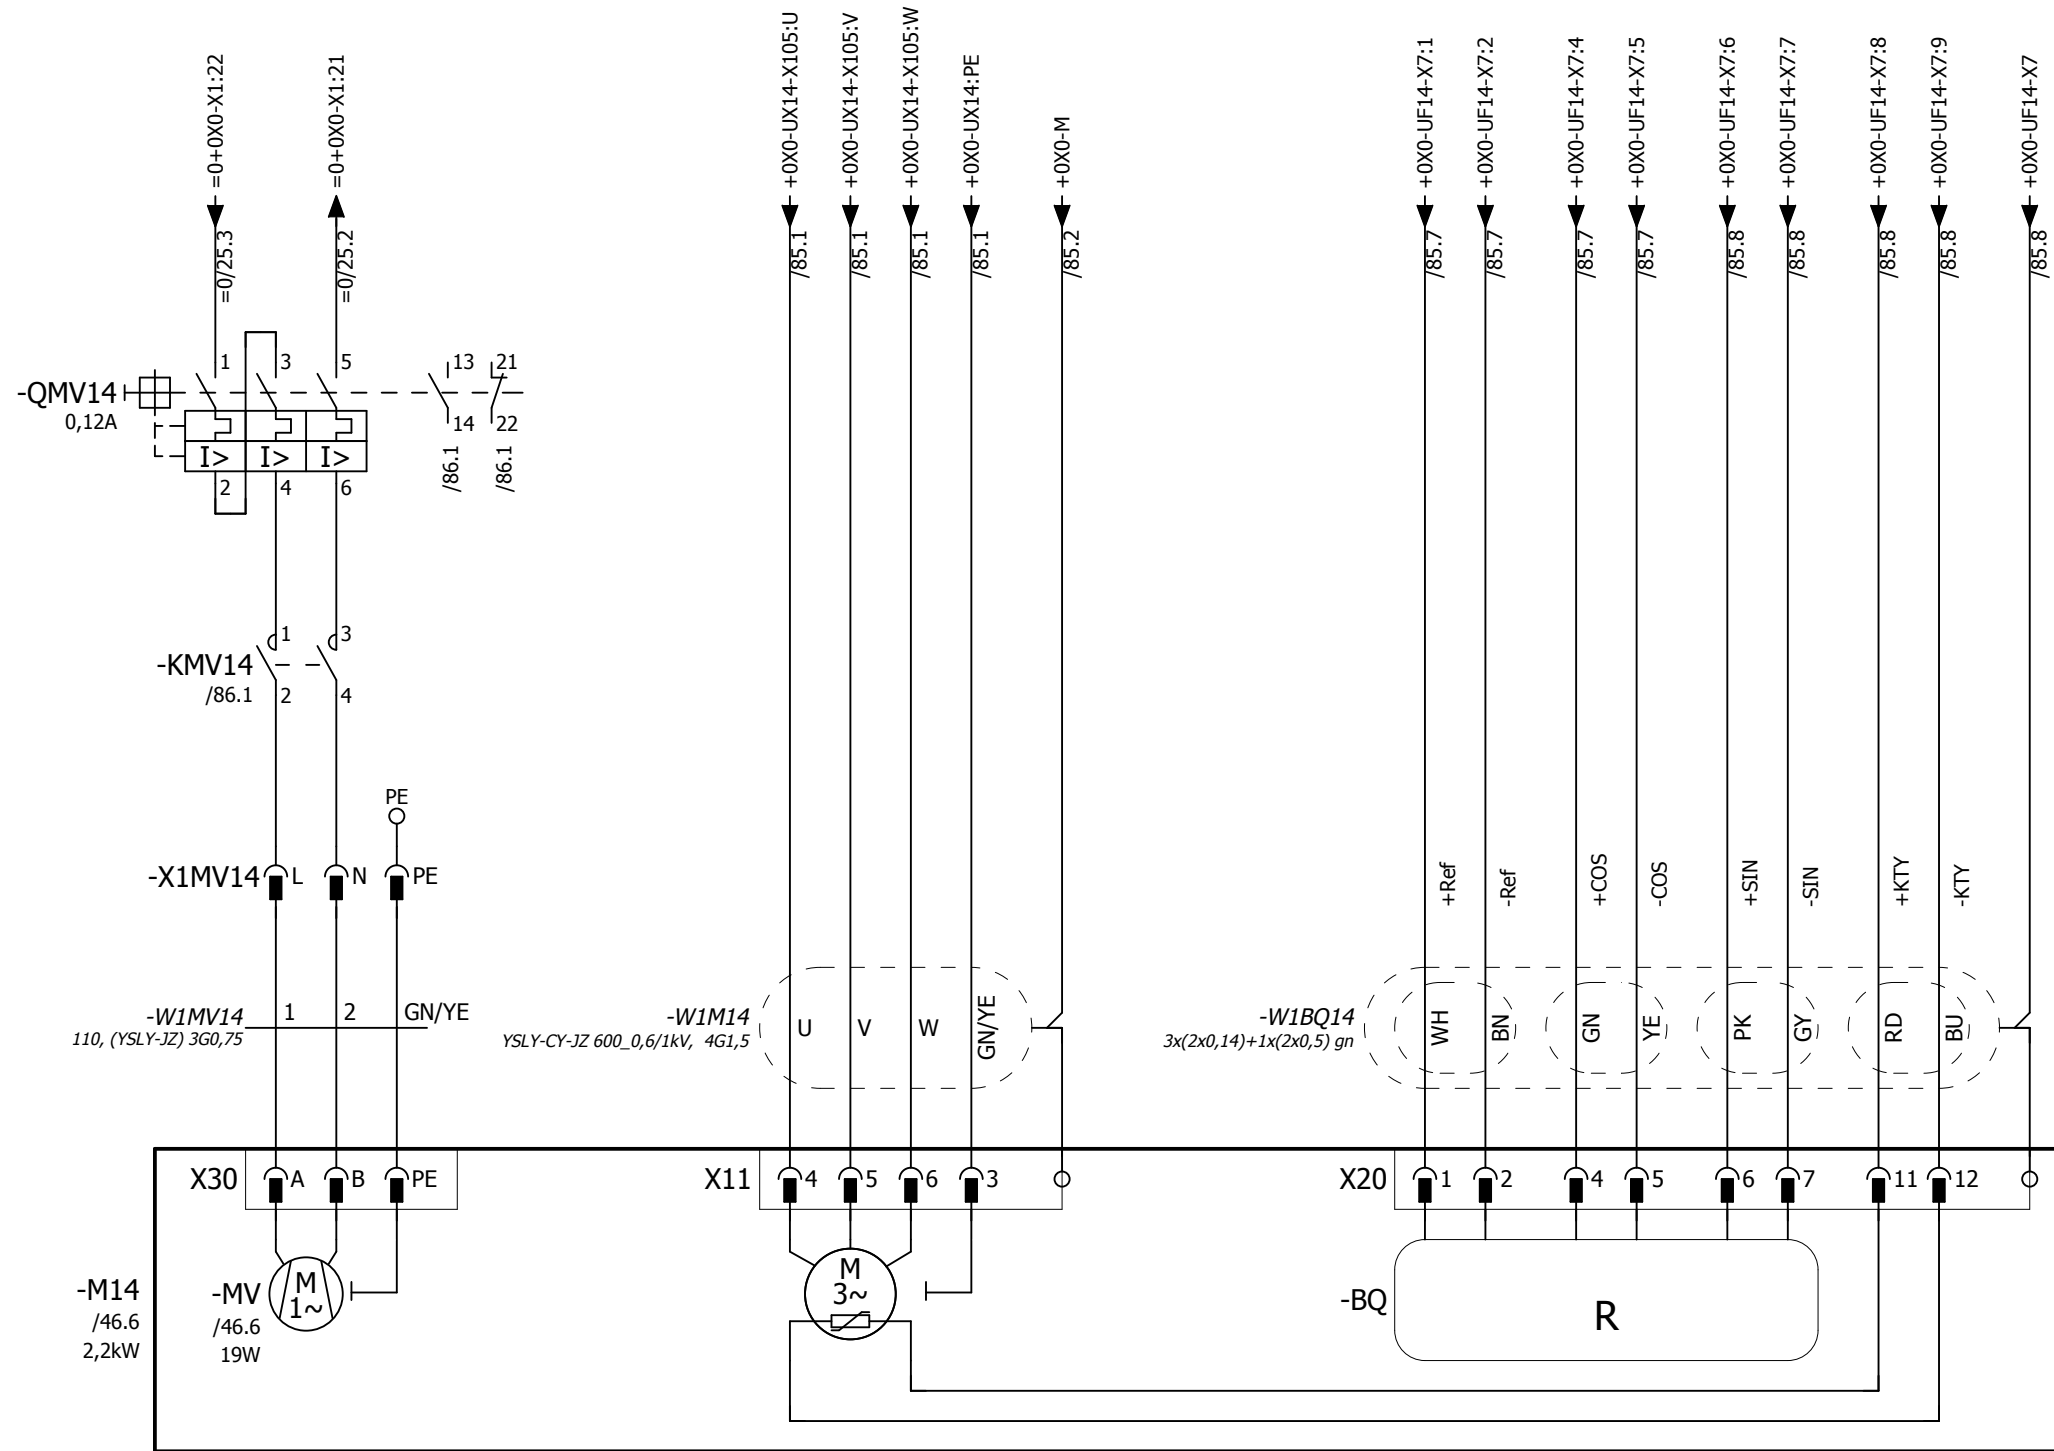 =0+0X0-X1:22
=0+0X0-X1:21
+0X0-UX14-X105:U
+0X0-UX14-X105:V
+0X0-UX14-X105:W
+0X0-UX14:PE
+0X0-M
+0X0-UF14-X7:1
+0X0-UF14-X7:2
+0X0-UF14-X7:4
+0X0-UF14-X7:5
+0X0-UF14-X7:6
+0X0-UF14-X7:7
+0X0-UF14-X7:8
+0X0-UF14-X7:9
+0X0-UF14-X7
=0/25.3
=0/25.2
/85.1
/85.1
/85.1
/85.1
/85.2
/85.7
/85.7
/85.7
/85.7
/85.8
/85.8
/85.8
/85.8
/85.8
1 3 5 13 21
-QMV14
0,12A
14 22
I> I> I>
2 4 6
/86.1 /86.1
1 3
-KMV14
/86.1 2 4
PE
-X1MV14 L N PE
+Ref -Ref +COS -COS +SIN -SIN +KTY -KTY
-W1MV14 1 2 GN/YE
110, (YSLY-JZ) 3G0,75
-W1M14 U V W GN/YE
YSLY-CY-JZ 600_0,6/1kV, 4G1,5
-W1BQ14 WH BN GN YE PK GY RD BU
3x(2x0,14)+1x(2x0,5) gn
X30 A B PE
X11 4 5 6 3
X20 1 2 4 5 6 7 11 12
-M14
/46.6
2,2kW
-MV
/46.6
19W
M
1~
M
3~
-BQ
R